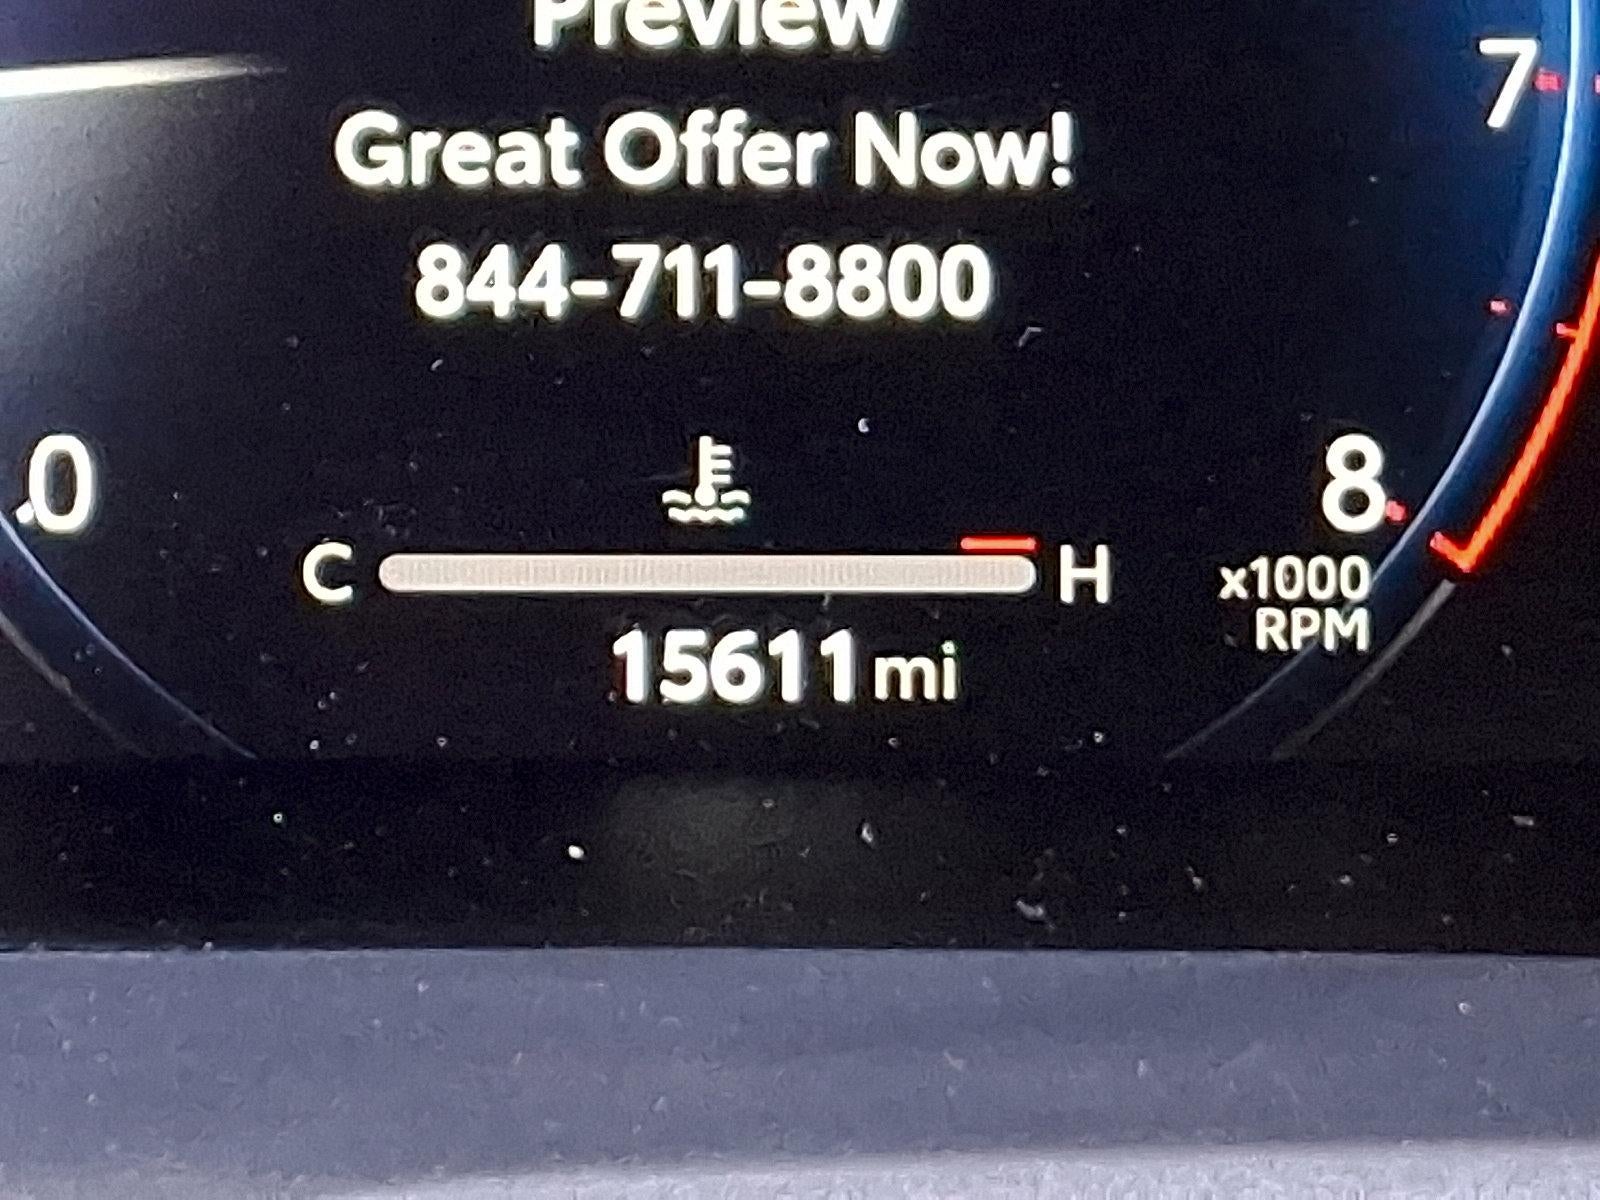 Preview
Great Offer Now!
844-711-8800
7
0
8
C
H
x1000
RPM
15611 mi